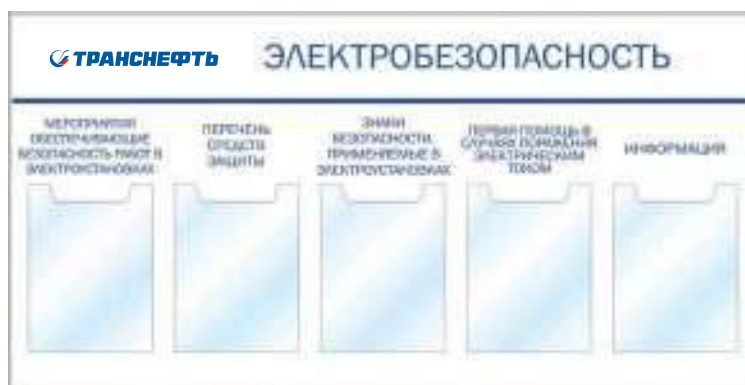 ТРАНСНЕФТЬ
ЭЛЕКТРОБЕЗОПАСНОСТЬ
МЕРОПРИЯТИЯ
ОБЕСПЕЧИВАЮЩИЕ
БЕЗОПАСНОСТЬ РАБОТ В
ЭЛЕКТРОУСТАНОВКАХ
ПЕРЕЧЕНЬ
СРЕДСТВ
ЗАЩИТЫ
ЗНАКИ
БЕЗОПАСНОСТИ,
ПРИМЕНЯЕМЫЕ В
ЭЛЕКТРОУСТАНОВКАХ
ПЕРВАЯ ПОМОЩЬ В
СЛУЧАЯХ ПОРАЖЕНИЯ
ЭЛЕКТРИЧЕСКИМ
ТОКОМ
ИНФОРМАЦИЯ